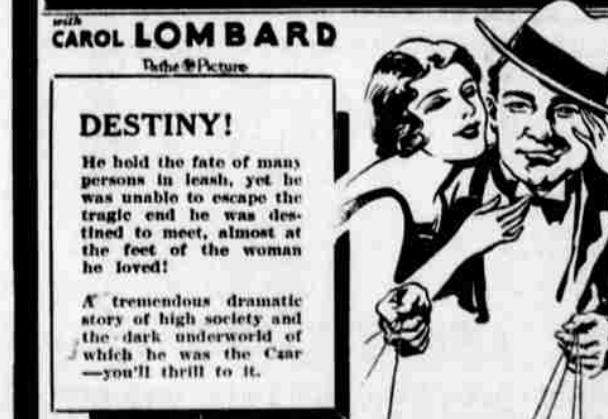 with
CAROL LOMBARD
Pathe Picture
DESTINY!
He held the fate of many
persons in leash, yet he
was unable to escape the
tragic end he was des-
tined to meet, almost at
the feet of the woman
he loved!
A tremendous dramatic
story of high society and
the dark underworld of
which he was the Czar
—you'll thrill to it.